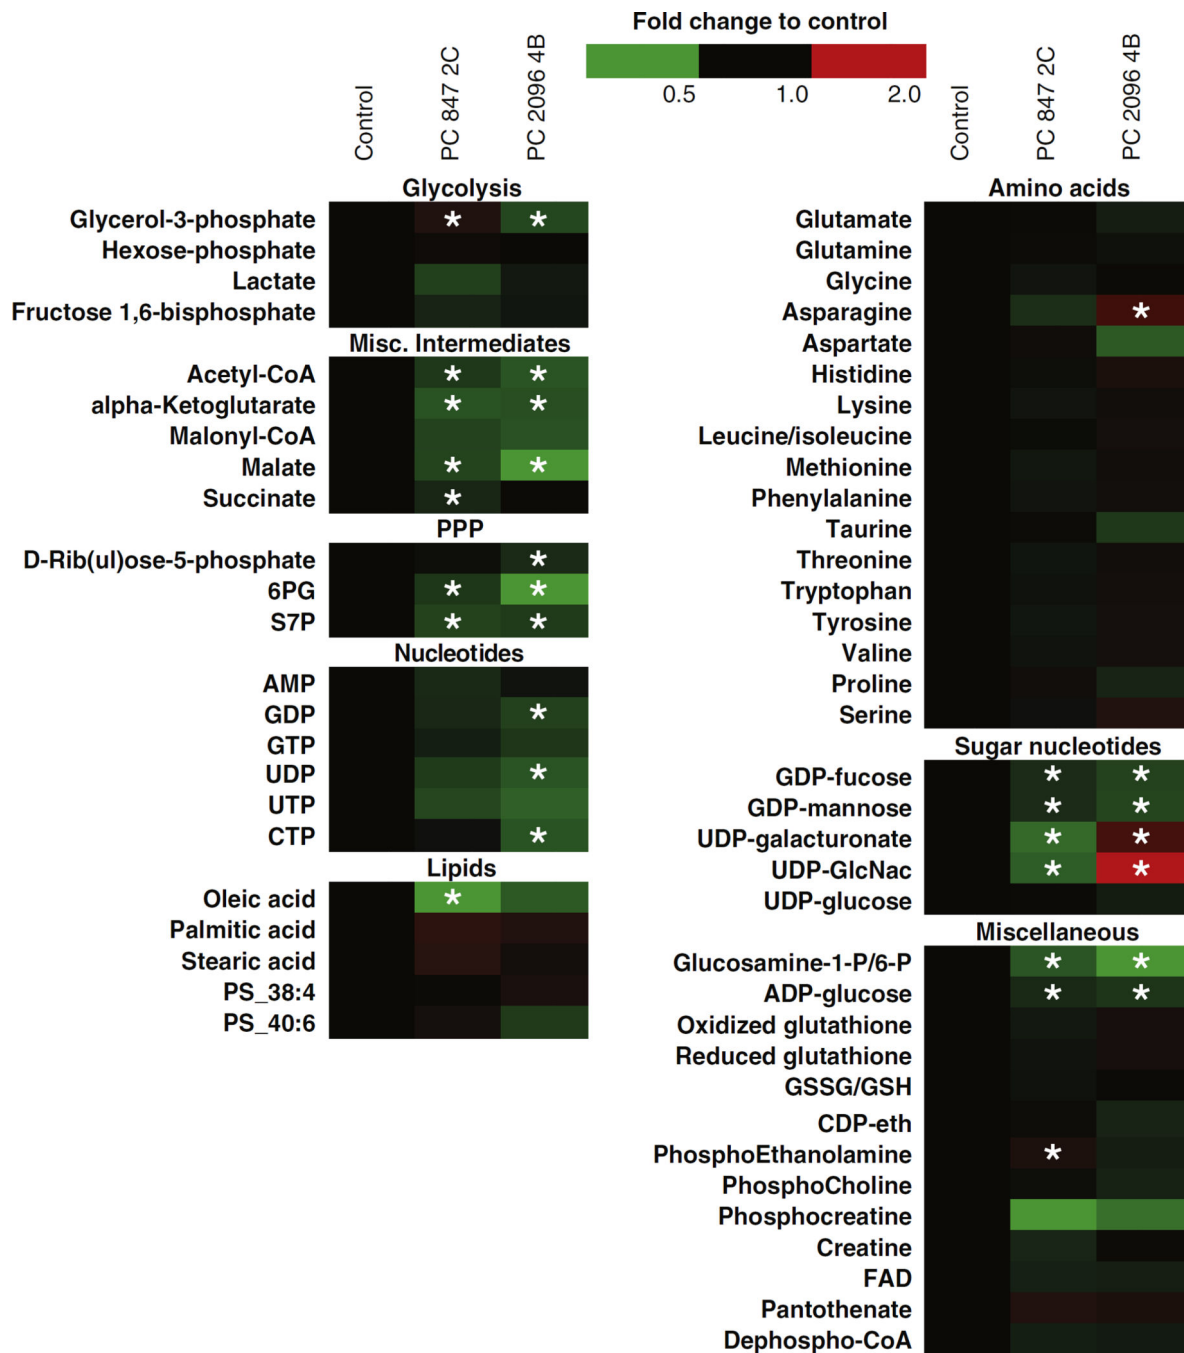 Fold change to control
0.5 1.0 2.0
Control
PC 847 2C
PC 2096 4B
Glycolysis
Glycerol-3-phosphate * *
Hexose-phosphate
Lactate
Fructose 1,6-bisphosphate
Misc. Intermediates
Acetyl-CoA * *
alpha-Ketoglutarate * *
Malonyl-CoA
Malate * *
Succinate *
PPP
D-Rib(ul)ose-5-phosphate *
6PG * *
S7P * *
Nucleotides
AMP
GDP *
GTP
UDP *
UTP
CTP *
Lipids
Oleic acid *
Palmitic acid
Stearic acid
PS_38:4
PS_40:6
Control
PC 847 2C
PC 2096 4B
Amino acids
Glutamate
Glutamine
Glycine
Asparagine *
Aspartate
Histidine
Lysine
Leucine/isoleucine
Methionine
Phenylalanine
Taurine
Threonine
Tryptophan
Tyrosine
Valine
Proline
Serine
Sugar nucleotides
GDP-fucose * *
GDP-mannose * *
UDP-galacturonate * *
UDP-GlcNac * *
UDP-glucose
Miscellaneous
Glucosamine-1-P/6-P * *
ADP-glucose * *
Oxidized glutathione
Reduced glutathione
GSSG/GSH
CDP-eth
PhosphoEthanolamine *
PhosphoCholine
Phosphocreatine
Creatine
FAD
Pantothenate
Dephospho-CoA